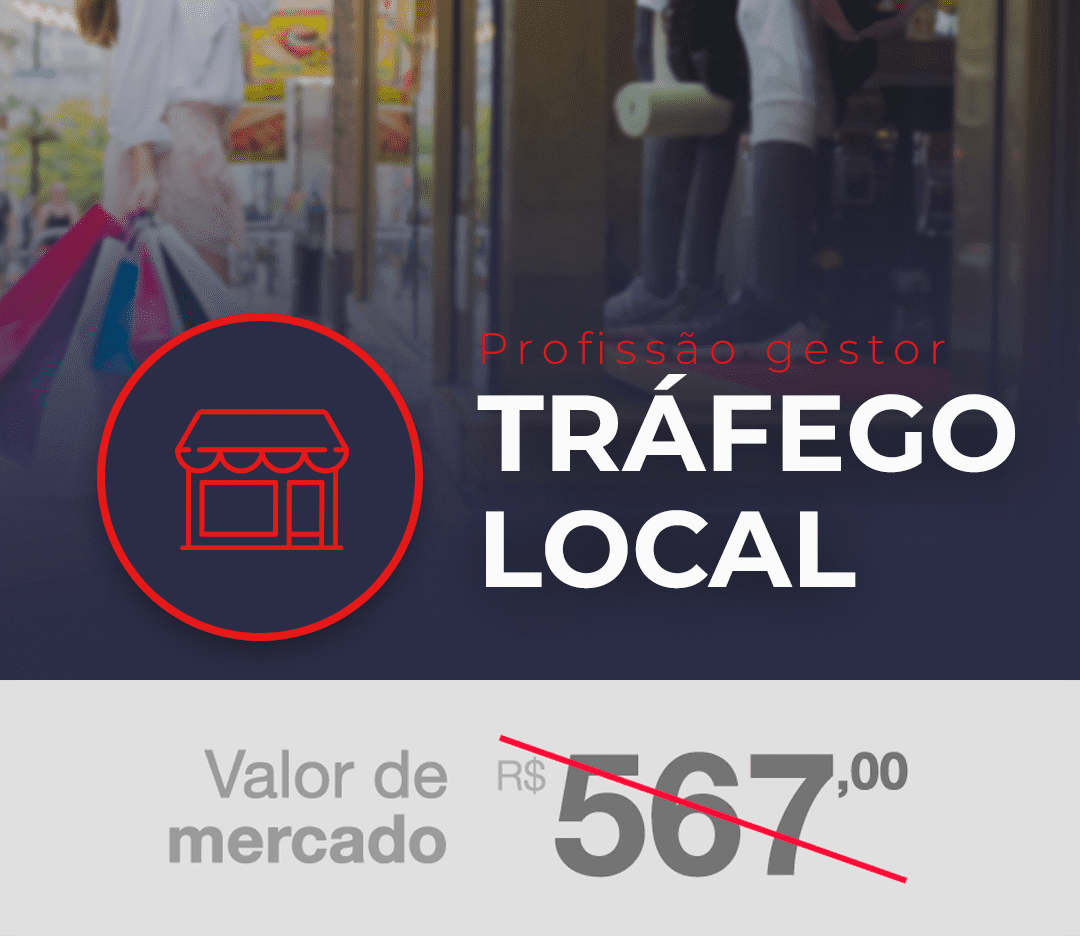 Profissão gestor
TRÁFEGO
LOCAL
Valor de
mercado
R$ 567,00